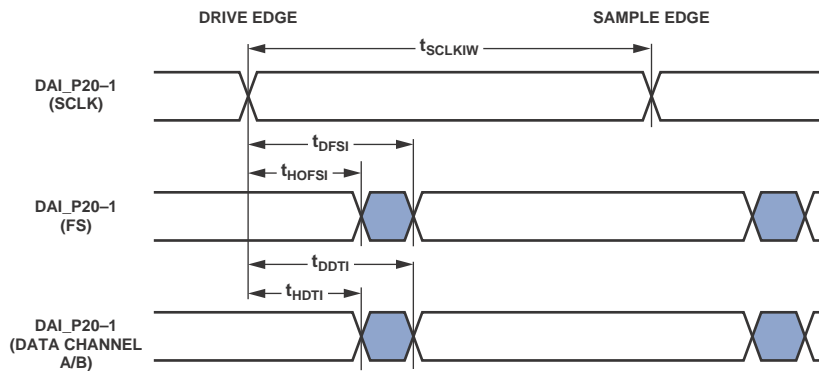 DRIVE EDGE
SAMPLE EDGE
tSCLKIW
DAI_P20–1
(SCLK)
tDFSI
tHOFSI
DAI_P20–1
(FS)
tDDTI
tHDTI
DAI_P20–1
(DATA CHANNEL
A/B)